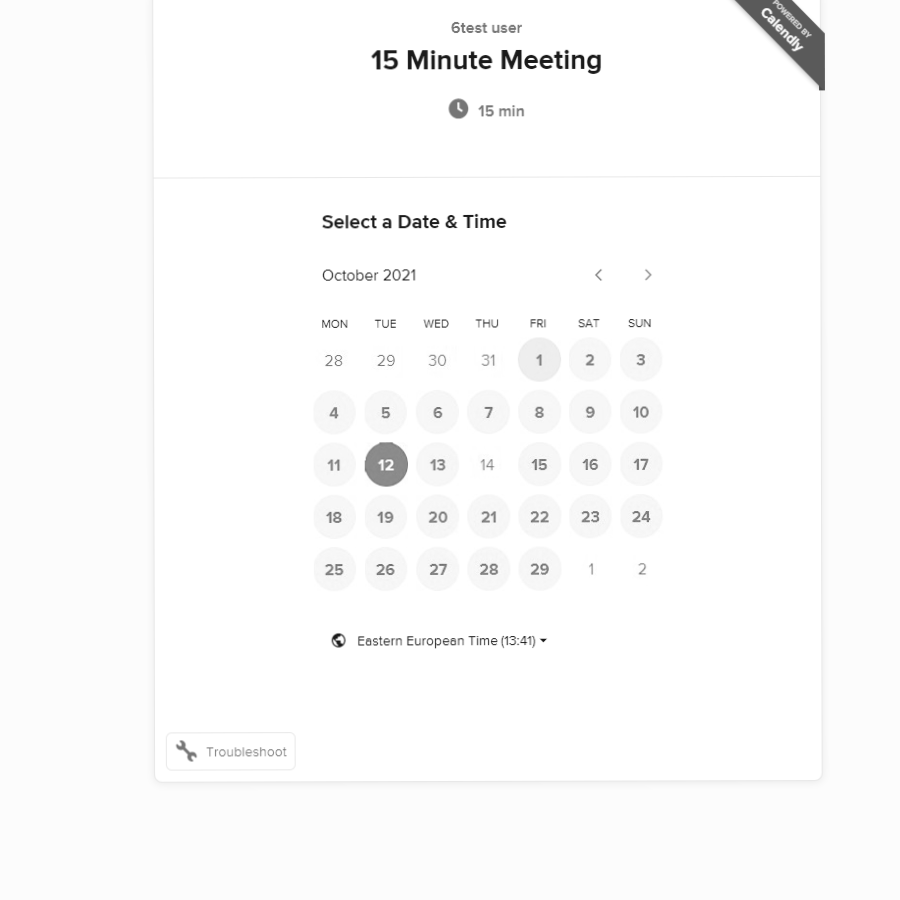 POWERED BY
Calendly
6test user
15 Minute Meeting
15 min
Select a Date & Time
October 2021
MON TUE WED THU FRI SAT SUN
28 29 30 31 1 2 3
4 5 6 7 8 9 10
11 12 13 14 15 16 17
18 19 20 21 22 23 24
25 26 27 28 29 1 2
Eastern European Time (13:41)
Troubleshoot